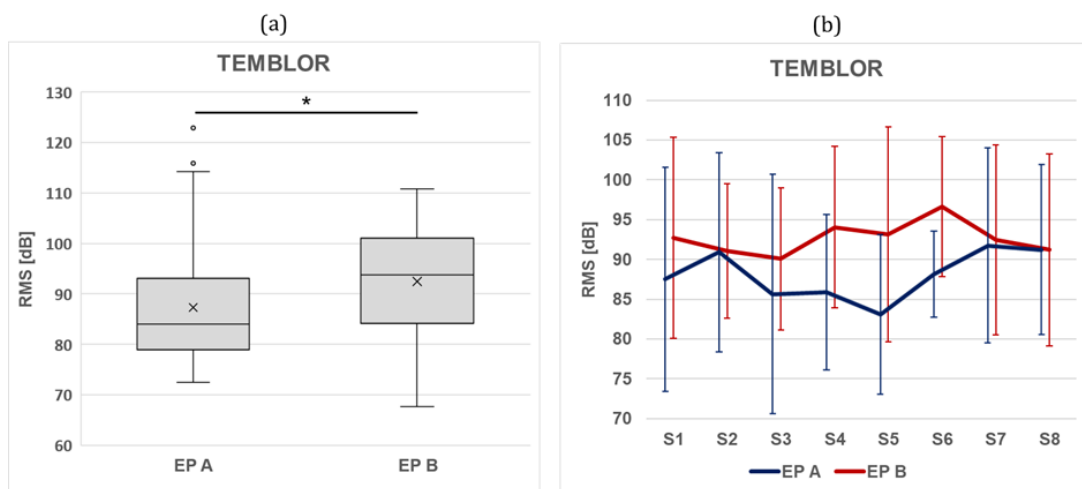 (a)
TEMBLOR
130
120
110
100
90
80
70
60
RMS [dB]
*
EP A
EP B
(b)
TEMBLOR
110
105
100
95
90
85
80
75
70
RMS [dB]
S1 S2 S3 S4 S5 S6 S7 S8
EP A EP B